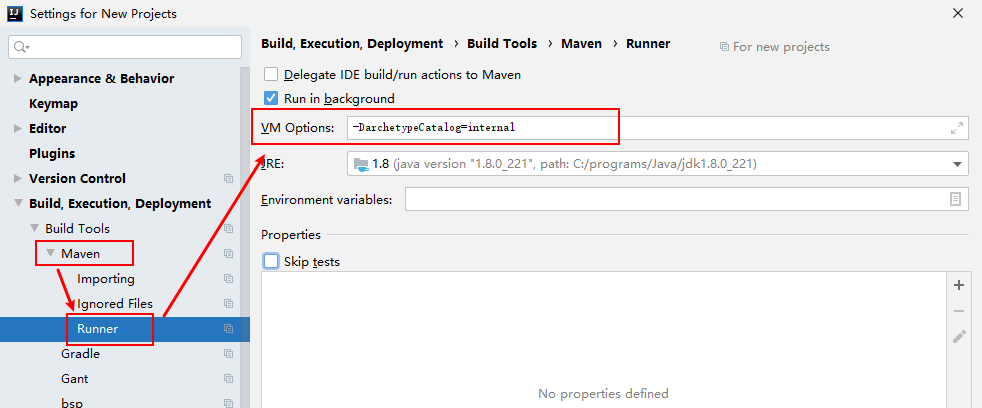 Settings for New Projects
Appearance & Behavior
Keymap
Editor
Plugins
Version Control
Build, Execution, Deployment
Build Tools
Maven
Importing
Ignored Files
Runner
Gradle
Gant
bsp
Build, Execution, Deployment › Build Tools › Maven › Runner
For new projects
Delegate IDE build/run actions to Maven
Run in background
VM Options: -DarchetypeCatalog=internal
JRE: 1.8 (java version "1.8.0_221", path: C:/programs/Java/jdk1.8.0_221)
Environment variables:
Properties
Skip tests
No properties defined